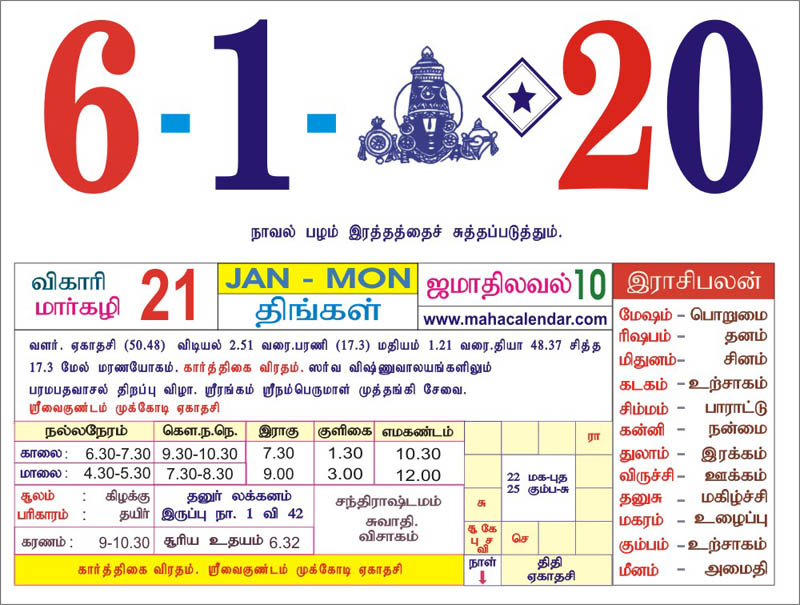 6-1-20
நாவல் பழம் இரத்தத்தைச் சுத்தப்படுத்தும்.
விகாரி
மார்கழி 21
JAN - MON
திங்கள்
ஜமாதிலவல் 10
www.mahacalendar.com
வளர். ஏகாதசி (50.48) விடியல் 2.51 வரை.பரணி (17.3) மதியம் 1.21 வரை.தியா 48.37 சித்த
17.3 மேல் மரணயோகம். கார்த்திகை விரதம். ஸர்வ விஷ்ணுவாலயங்களிலும்
பரமபதவாசல் திறப்பு விழா. ஸ்ரீரங்கம் ஸ்ரீநம்பெருமாள் முத்தங்கி சேவை.
ஸ்ரீவைகுண்டம் முக்கோடி ஏகாதசி
நல்லநேரம் கௌ.ந.நெ. இராகு குளிகை எமகண்டம்
காலை: 6.30-7.30 9.30-10.30 7.30 1.30 10.30
மாலை: 4.30-5.30 7.30-8.30 9.00 3.00 12.00
சூலம் : கிழக்கு
பரிகாரம் : தயிர்
தனுர் லக்கனம்
இருப்பு நா. 1 வி 42
சந்திராஷ்டமம்
சுவாதி.
விசாகம்
கரணம் : 9-10.30 சூரிய உதயம் 6.32
கார்த்திகை விரதம். ஸ்ரீவைகுண்டம் முக்கோடி ஏகாதசி
ரா
22 மக-புத
25 கும்ப-சு
சு
சூ கே
பு ச
வி
செ
நாள்
திதி
ஏகாதசி
இராசிபலன்
மேஷம் - பொறுமை
ரிஷபம் - தனம்
மிதுனம் - சினம்
கடகம் - உற்சாகம்
சிம்மம் - பாராட்டு
கன்னி - நன்மை
துலாம் - இரக்கம்
விருச்சி - ஊக்கம்
தனுசு - மகிழ்ச்சி
மகரம் - உழைப்பு
கும்பம் - உற்சாகம்
மீனம் - அமைதி